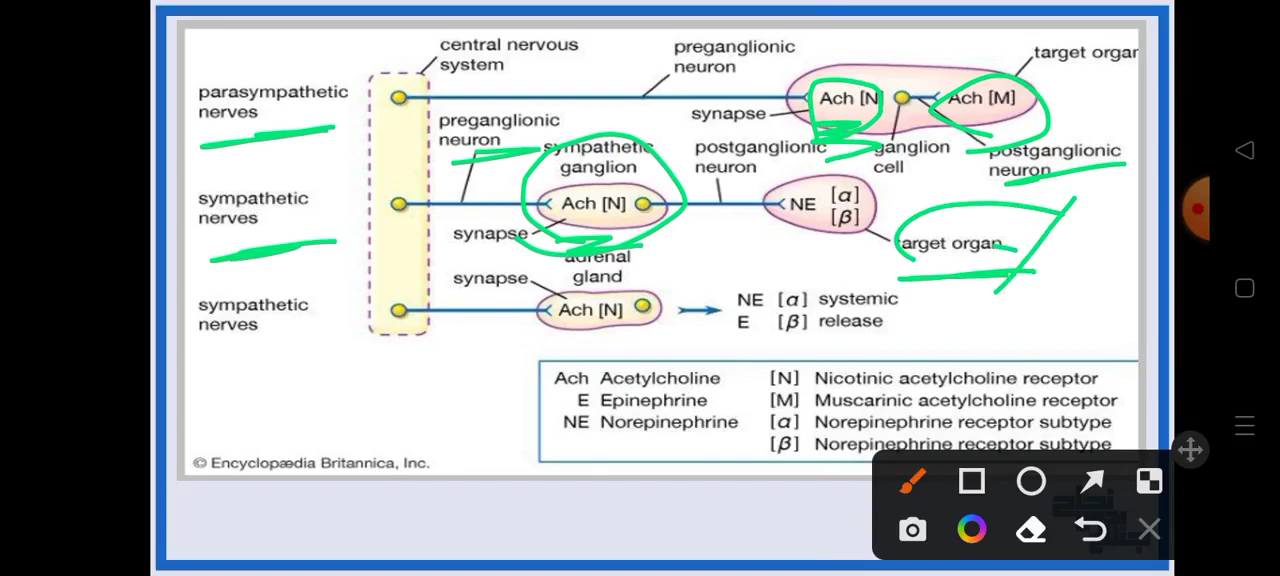 central nervous
system
preganglionic
neuron
target organ
parasympathetic
nerves
Ach [N]
Ach [M]
synapse
preganglionic
neuron
sympathetic
ganglion
postganglionic
neuron
ganglion
cell
postganglionic
neuron
sympathetic
nerves
Ach [N]
NE [α]
[β]
synapse
target organ
adrenal
gland
synapse
sympathetic
nerves
Ach [N]
NE [α] systemic
E [β] release
Ach Acetylcholine [N] Nicotinic acetylcholine receptor
E Epinephrine [M] Muscarinic acetylcholine receptor
NE Norepinephrine [α] Norepinephrine receptor subtype
[β] Norepinephrine receptor subtype
© Encyclopædia Britannica, Inc.